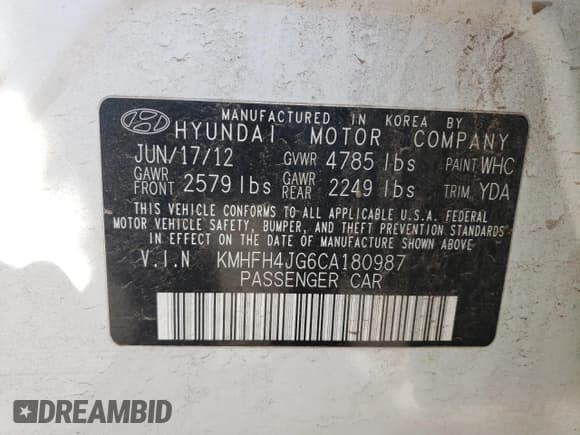 MANUFACTURED IN KOREA BY
HYUNDAI MOTOR COMPANY
JUN/17/12 GVWR 4785 lbs PAINT WHC
GAWR FRONT 2579 lbs GAWR REAR 2249 lbs TRIM YDA
THIS VEHICLE CONFORMS TO ALL APPLICABLE U.S.A. FEDERAL
MOTOR VEHICLE SAFETY, BUMPER, AND THEFT PREVENTION STANDARDS
IN EFFECT ON THE DATE OF MANUFACTURE SHOWN ABOVE
V.I.N KMHFH4JG6CA180987
PASSENGER CAR
DREAMBID